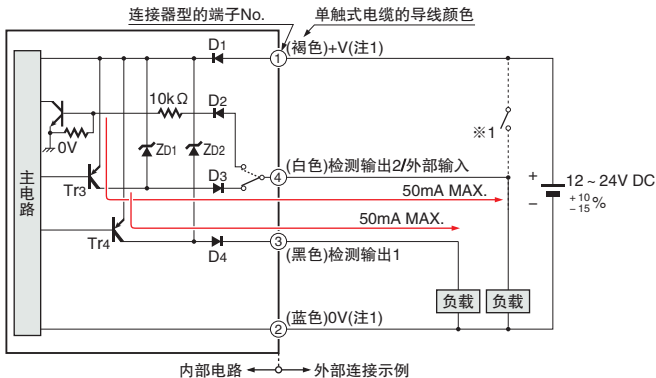 连接器型的端子No.
单触式电缆的导线颜色
D1
① (褐色)+V(注1)
10kΩ
D2
0V
ZD1
ZD2
※1
主电路
Tr3
D3
④ (白色)检测输出2/外部输入
50mA MAX.
+
−
12 ~ 24V DC
+10
−15 %
50mA MAX.
Tr4
D4
③ (黑色)检测输出1
负载
负载
② (蓝色)0V(注1)
内部电路
外部连接示例